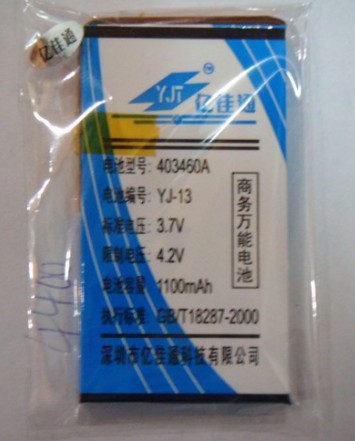 亿佳通
YJT 亿佳通
TM
电池型号: 403460A
电池编号: YJ-13
标准电压: 3.7V
限制电压: 4.2V
电池容量: 1100mAh
执行标准: GB/T18287-2000
深圳市亿佳通科技有限公司
商务万能电池